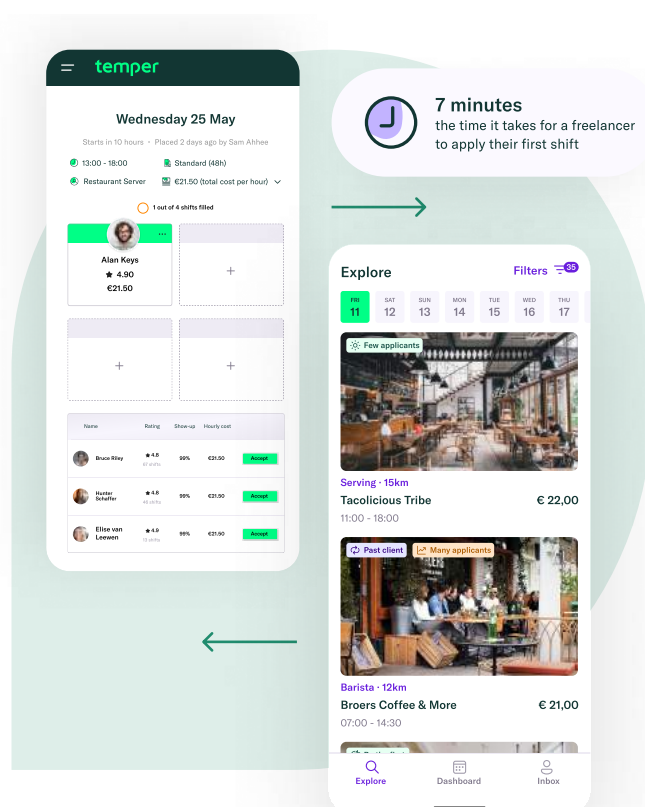 temper
Wednesday 25 May
Starts in 10 hours • Placed 2 days ago by Sam Ahhee
13:00 - 18:00
Standard (48h)
Restaurant Server
€21.50 (total cost per hour)
1 out of 4 shifts filled
Alan Keys
4.90
€21.50
+
+
+
Name Rating Show-up Hourly cost
Bruce Riley 4.8 99% €21.50 Accept
Hunter
Schaffer
4.8 99% €21.50 Accept
Elise van
Leewen
4.9 99% €21.50 Accept
13 shifts
7 minutes
the time it takes for a freelancer
to apply their first shift
Explore
Filters 35
FRI SAT SUN MON TUE WED THU
11 12 13 14 15 16 17
Few applicants
Serving · 15km
Tacolicious Tribe € 22,00
11:00 - 18:00
Past client
Many applicants
Barista · 12km
Broers Coffee & More € 21,00
07:00 - 14:30
Explore Dashboard Inbox